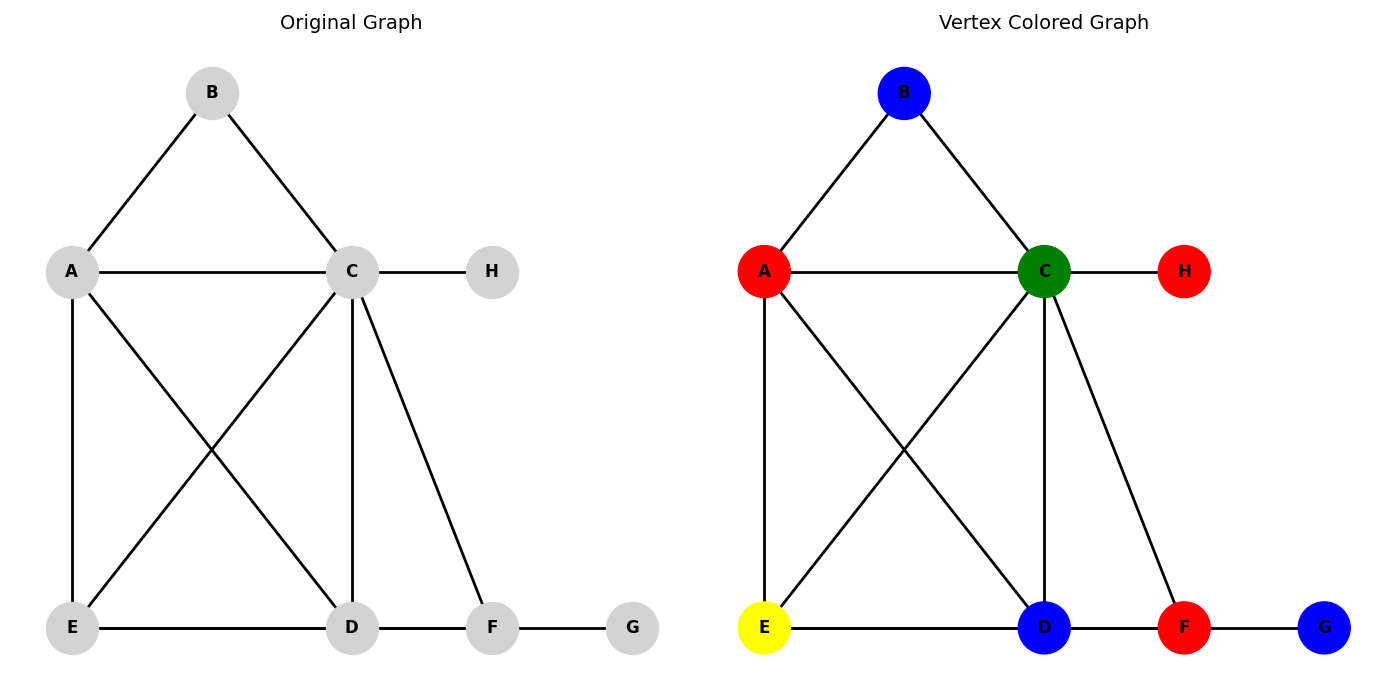 Original Graph
B
A
C
H
E
D
F
G
Vertex Colored Graph
B
A
C
H
E
D
F
G